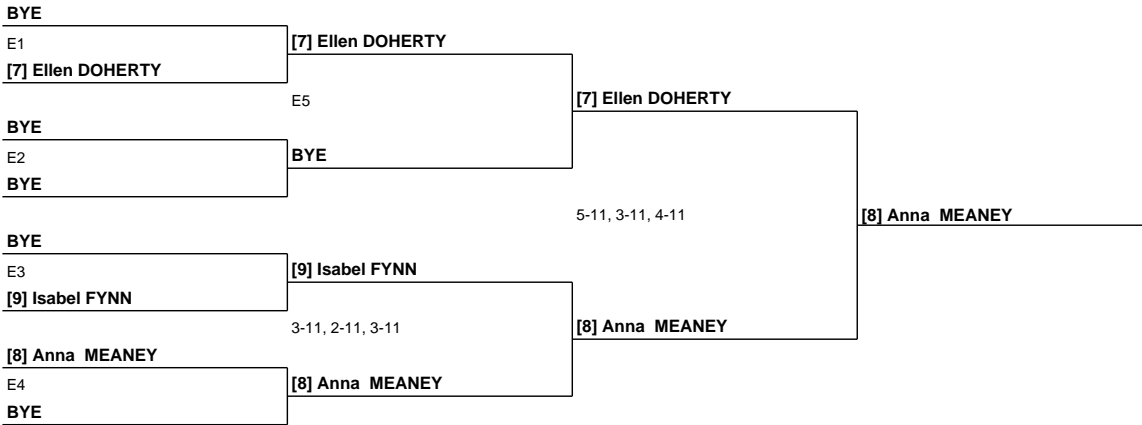 BYE
E1
[7] Ellen DOHERTY
[7] Ellen DOHERTY
E5
[7] Ellen DOHERTY
BYE
E2
BYE
BYE
5-11, 3-11, 4-11
[8] Anna  MEANEY
BYE
E3
[9] Isabel FYNN
[9] Isabel FYNN
3-11, 2-11, 3-11
[8] Anna  MEANEY
[8] Anna  MEANEY
E4
[8] Anna  MEANEY
BYE